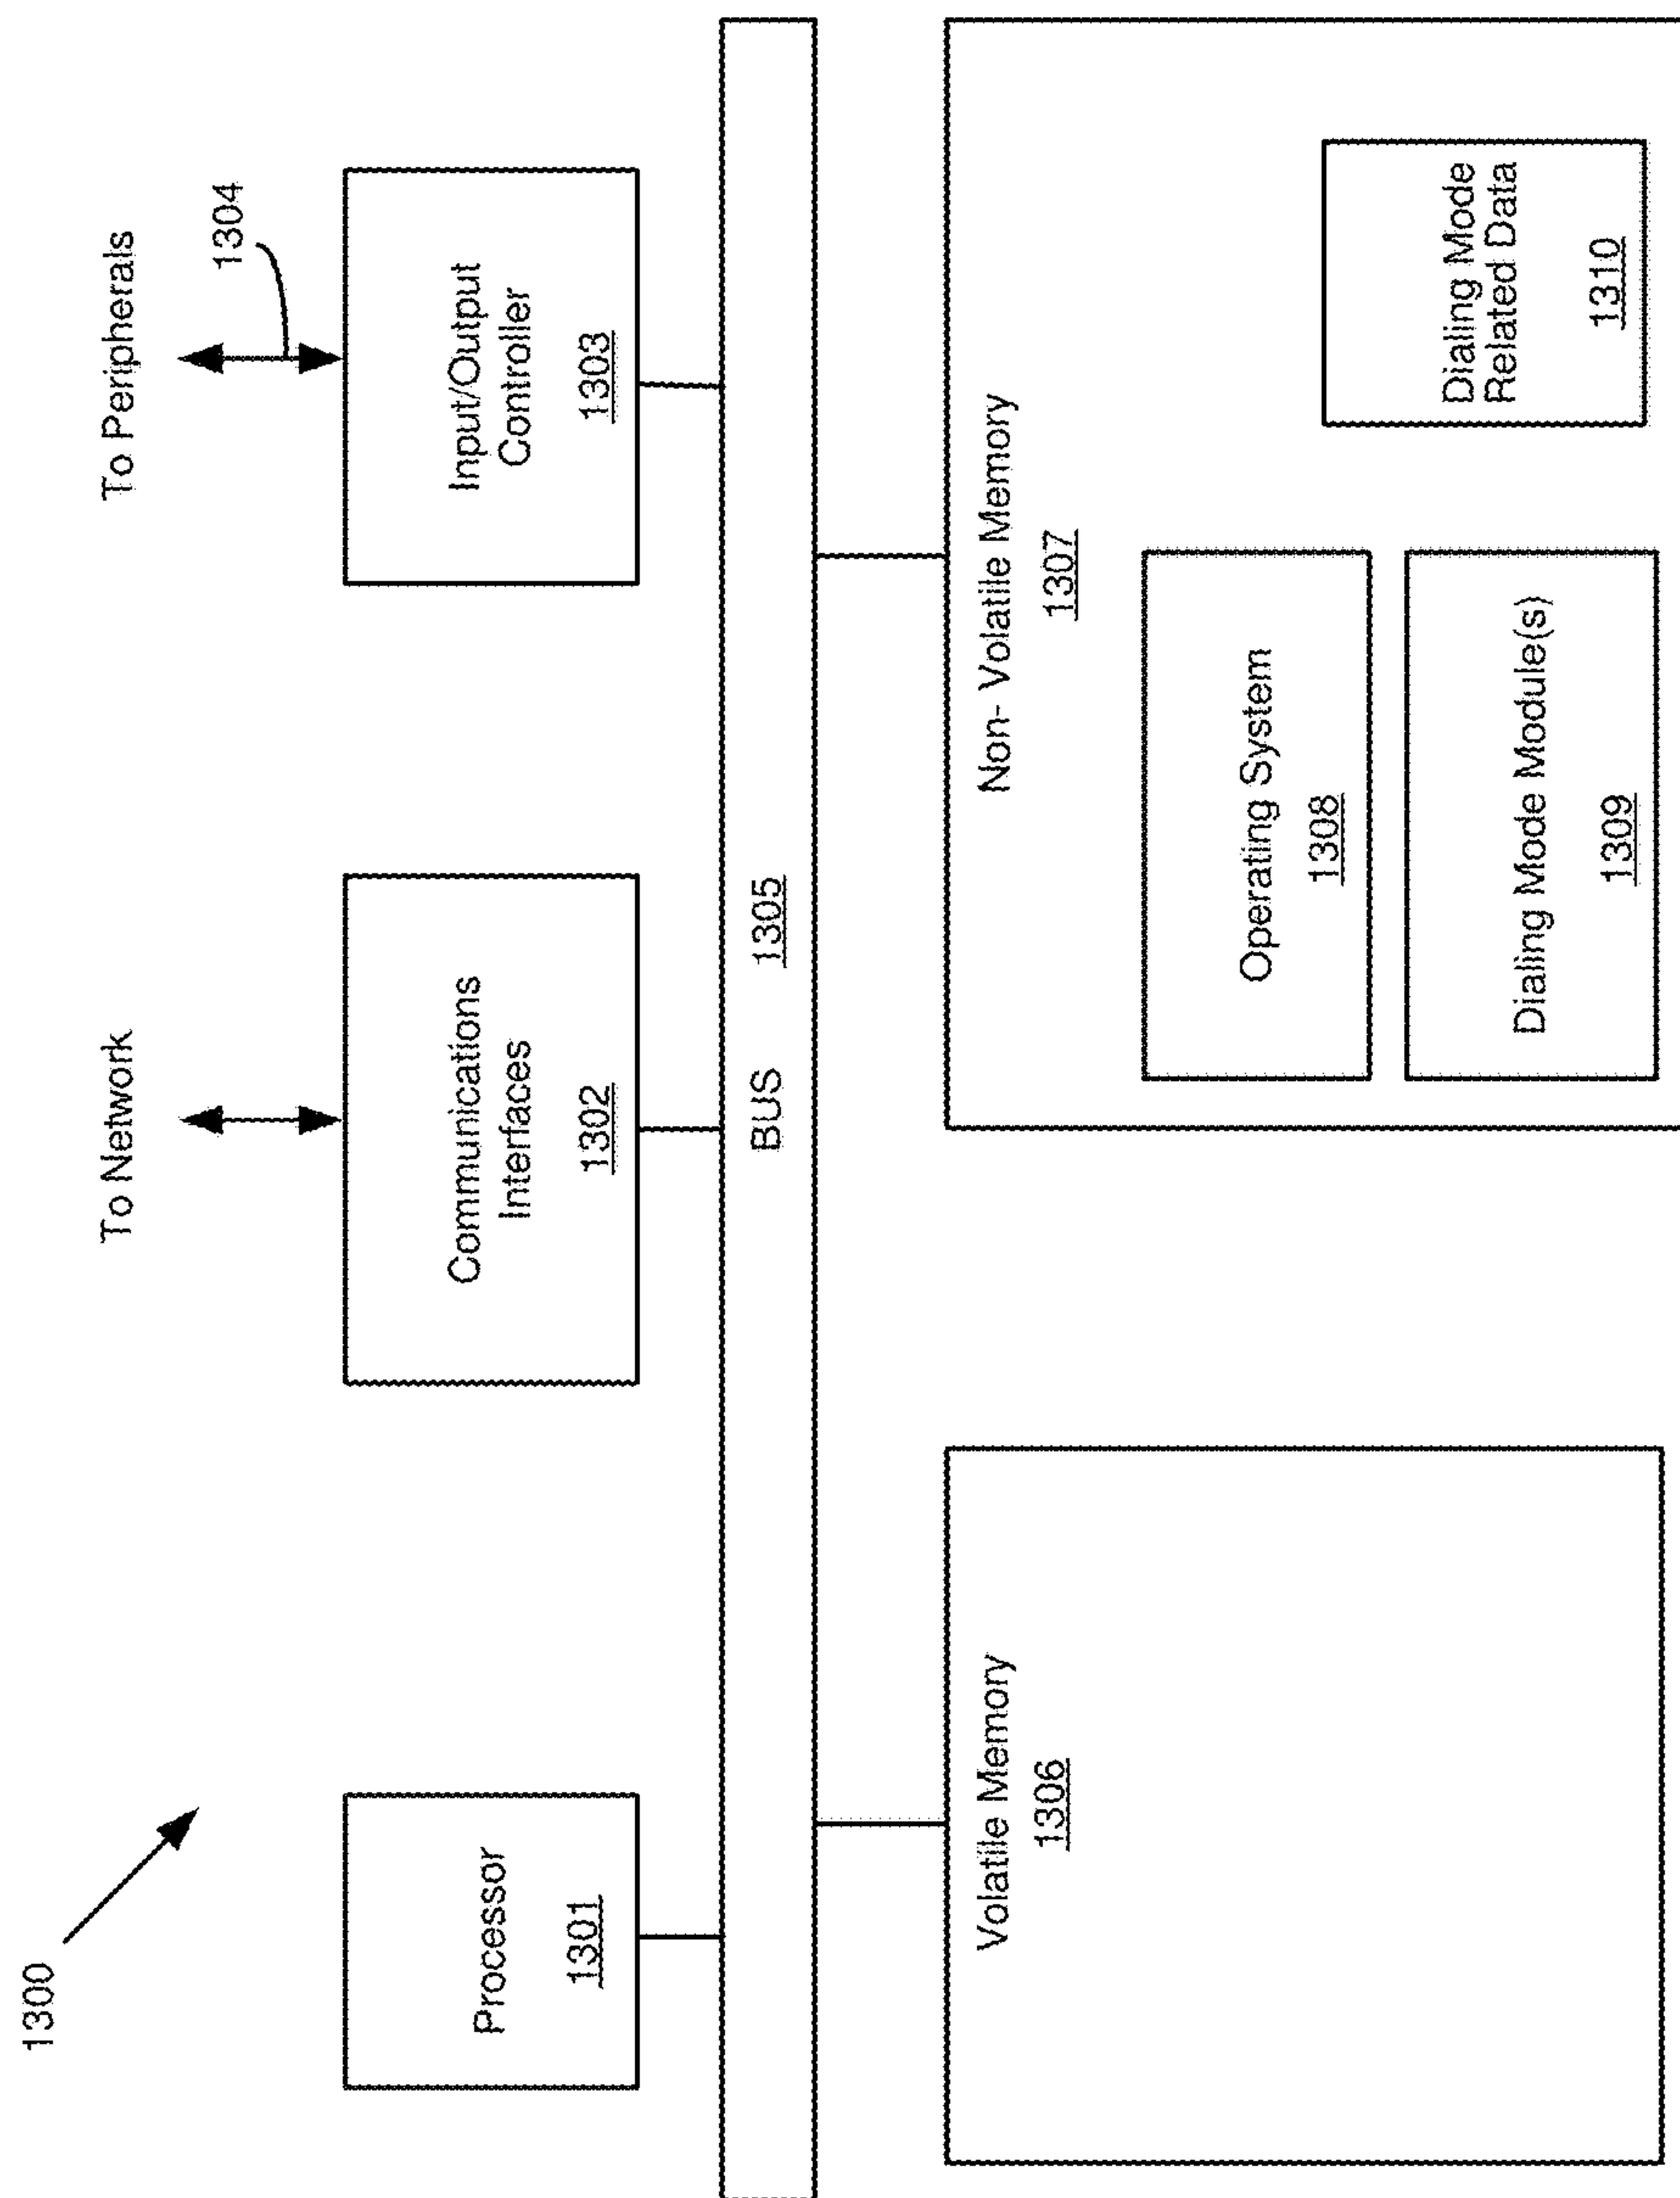 1300
To Network
To Peripherals
1304
Processor
1301
Communications
Interfaces
1302
Input/Output
Controller
1303
BUS 1305
Volatile Memory
1306
Non- Volatile Memory
1307
Operating System
1308
Dialing Mode Module(s)
1309
Dialing Mode
Related Data
1310